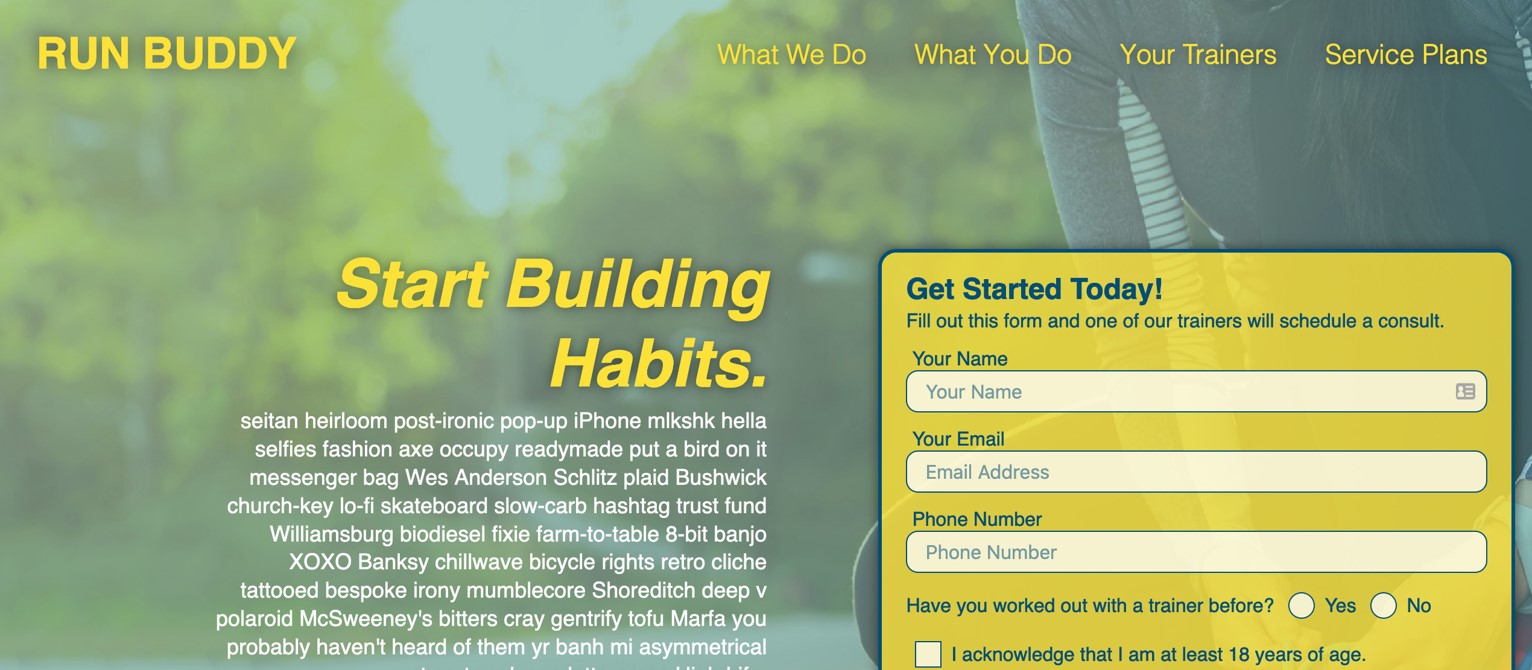 RUN BUDDY
What We Do
What You Do
Your Trainers
Service Plans
Start Building
Habits.
seitan heirloom post-ironic pop-up iPhone mlkshk hella
selfies fashion axe occupy readymade put a bird on it
messenger bag Wes Anderson Schlitz plaid Bushwick
church-key lo-fi skateboard slow-carb hashtag trust fund
Williamsburg biodiesel fixie farm-to-table 8-bit banjo
XOXO Banksy chillwave bicycle rights retro cliche
tattooed bespoke irony mumblecore Shoreditch deep v
polaroid McSweeney's bitters cray gentrify tofu Marfa you
probably haven't heard of them yr banh mi asymmetrical
Get Started Today!
Fill out this form and one of our trainers will schedule a consult.
Your Name
Your Name
Your Email
Email Address
Phone Number
Phone Number
Have you worked out with a trainer before? Yes No
I acknowledge that I am at least 18 years of age.